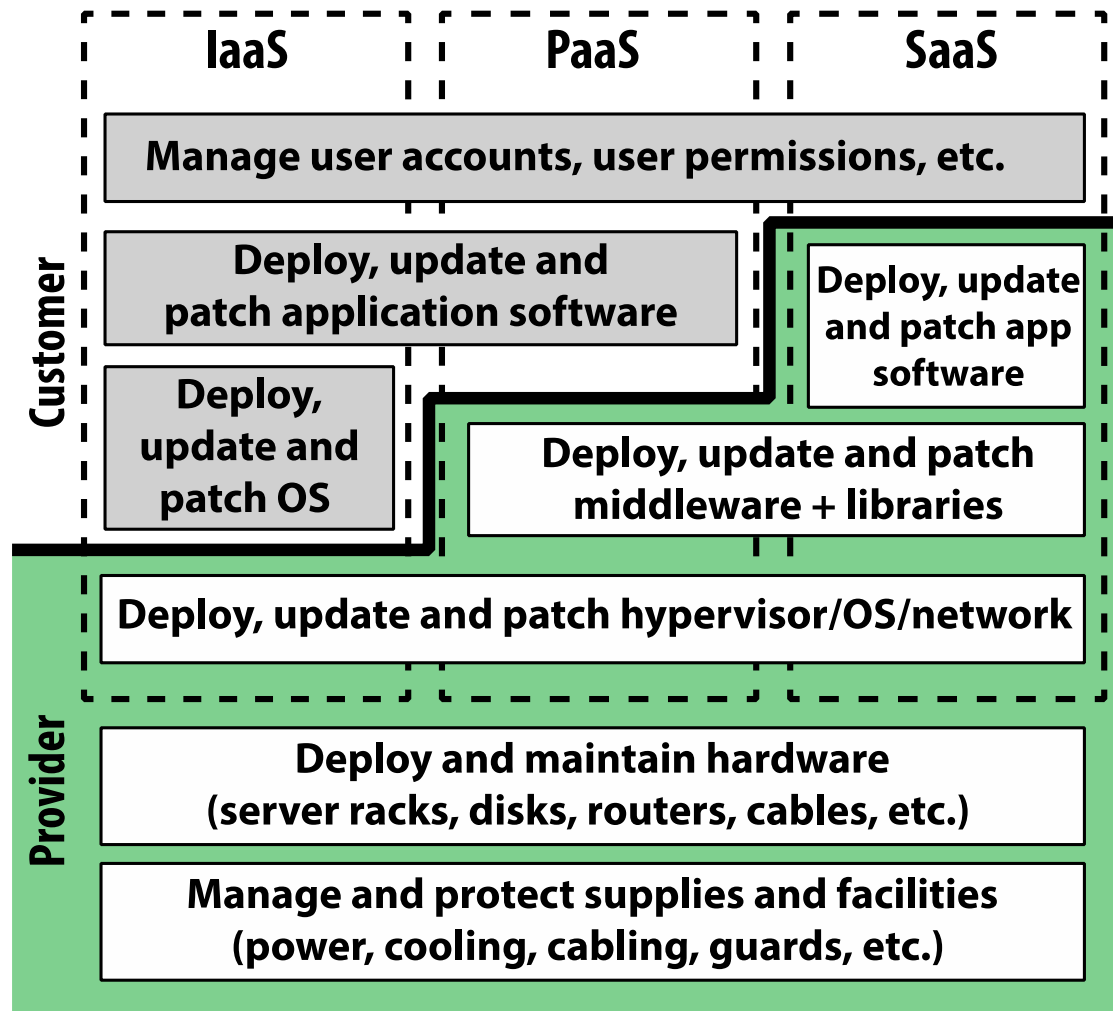 IaaS
PaaS
SaaS
Manage user accounts, user permissions, etc.
Customer
Deploy, update and
patch application software
Deploy, update
and patch app
software
Deploy,
update and
patch OS
Deploy, update and patch
middleware + libraries
Deploy, update and patch hypervisor/OS/network
Provider
Deploy and maintain hardware
(server racks, disks, routers, cables, etc.)
Manage and protect supplies and facilities
(power, cooling, cabling, guards, etc.)